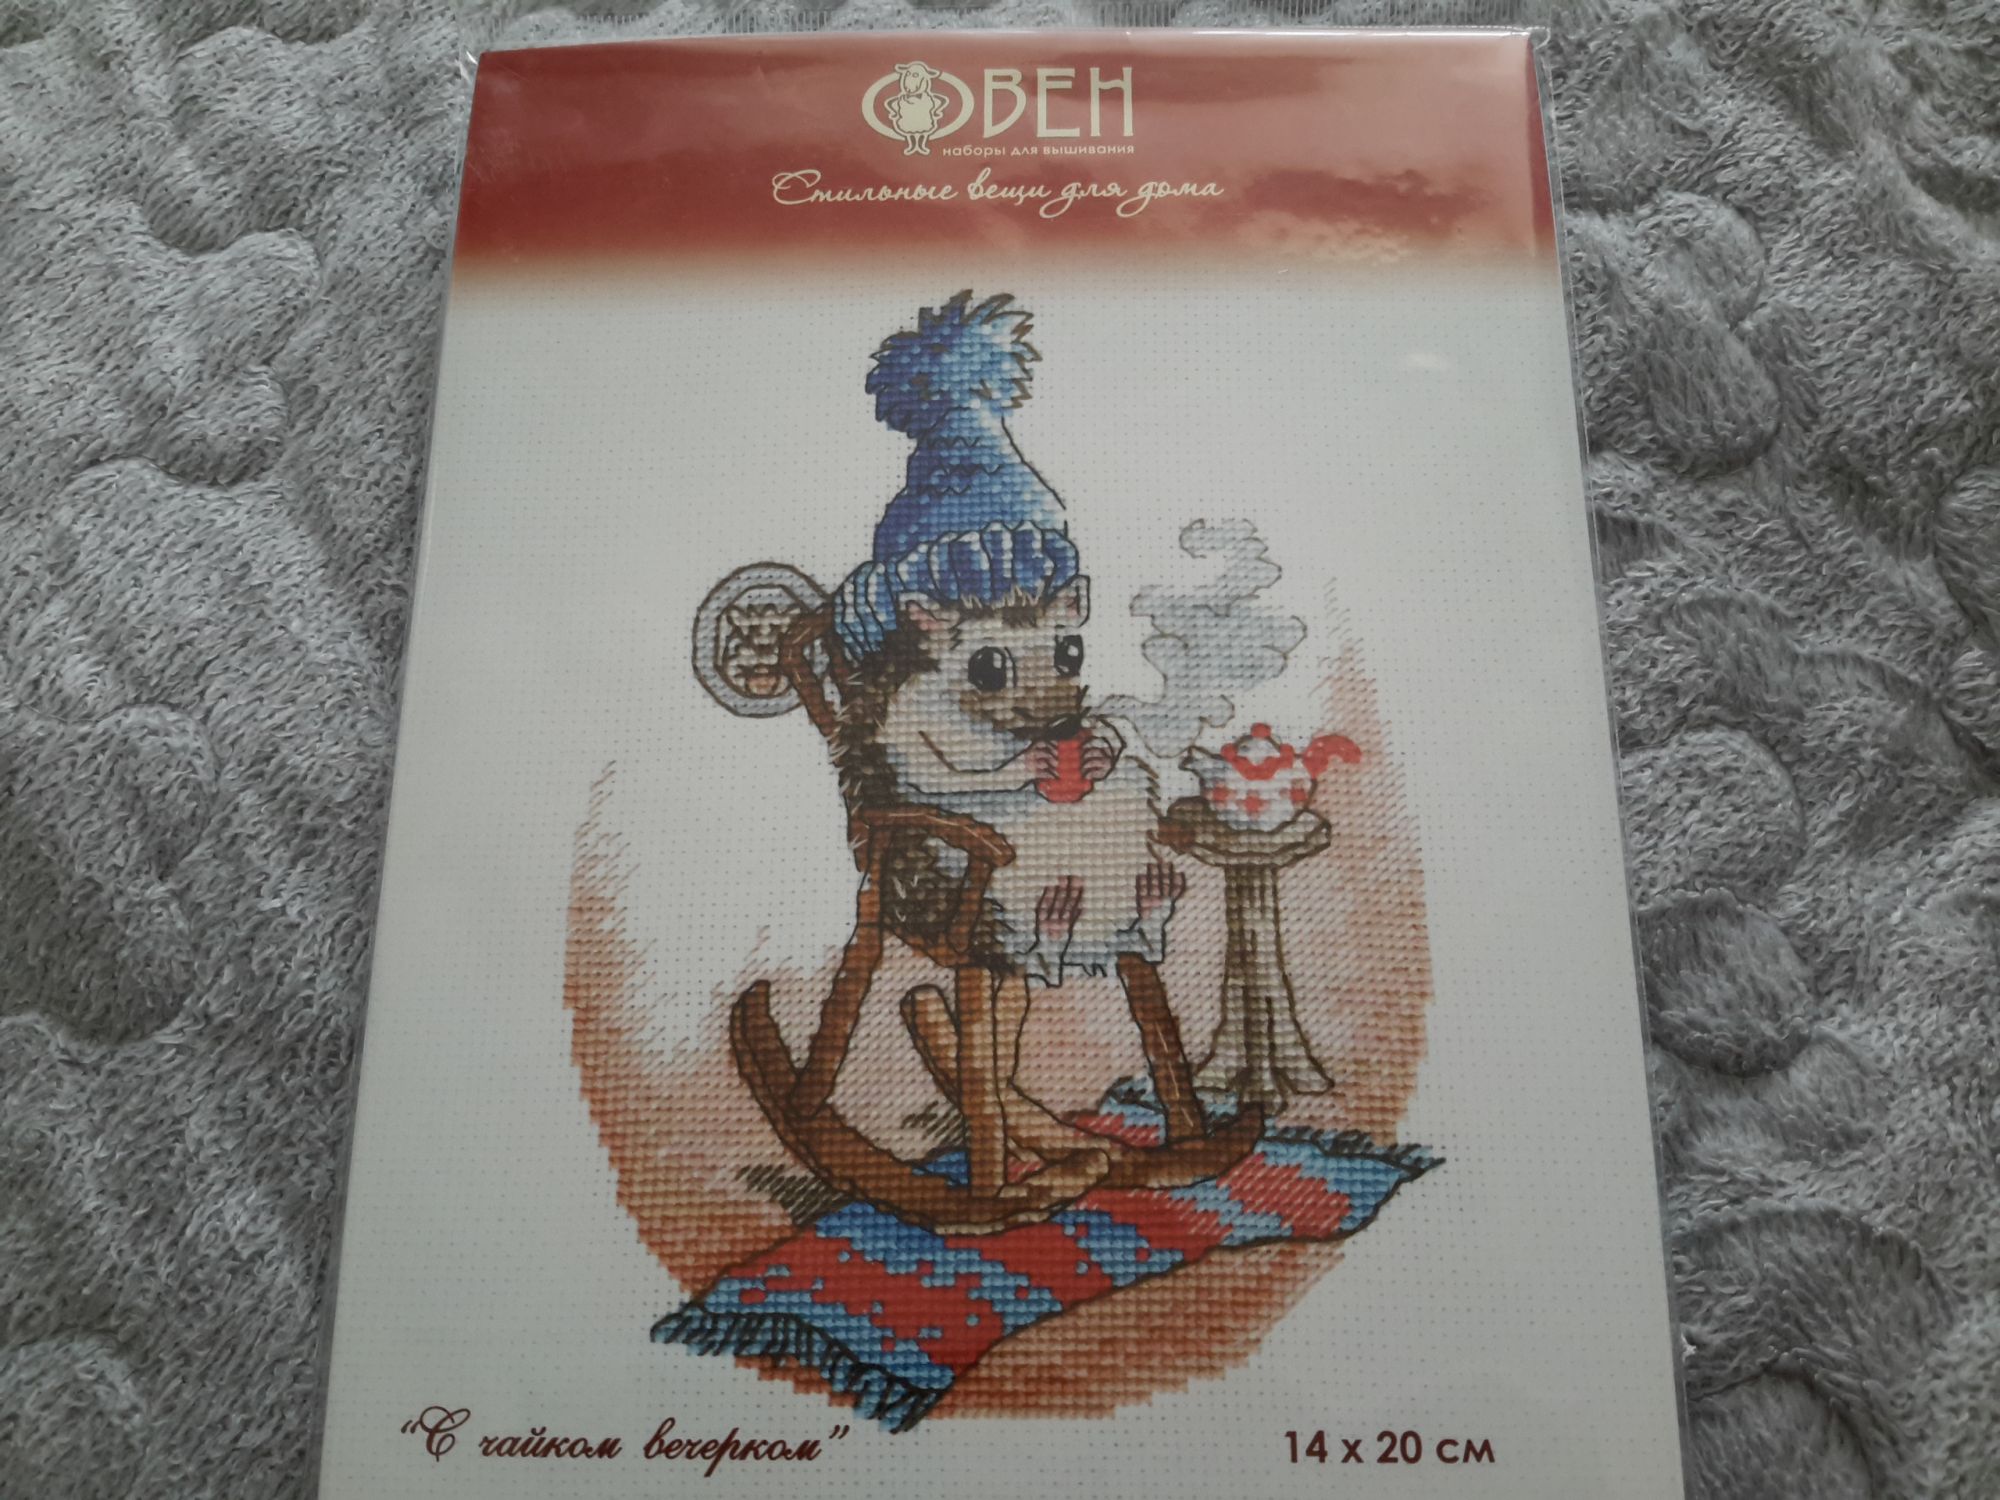 ОВЕН
наборы для вышивания
Стильные вещи для дома
"С чайком вечерком"
14 х 20 см